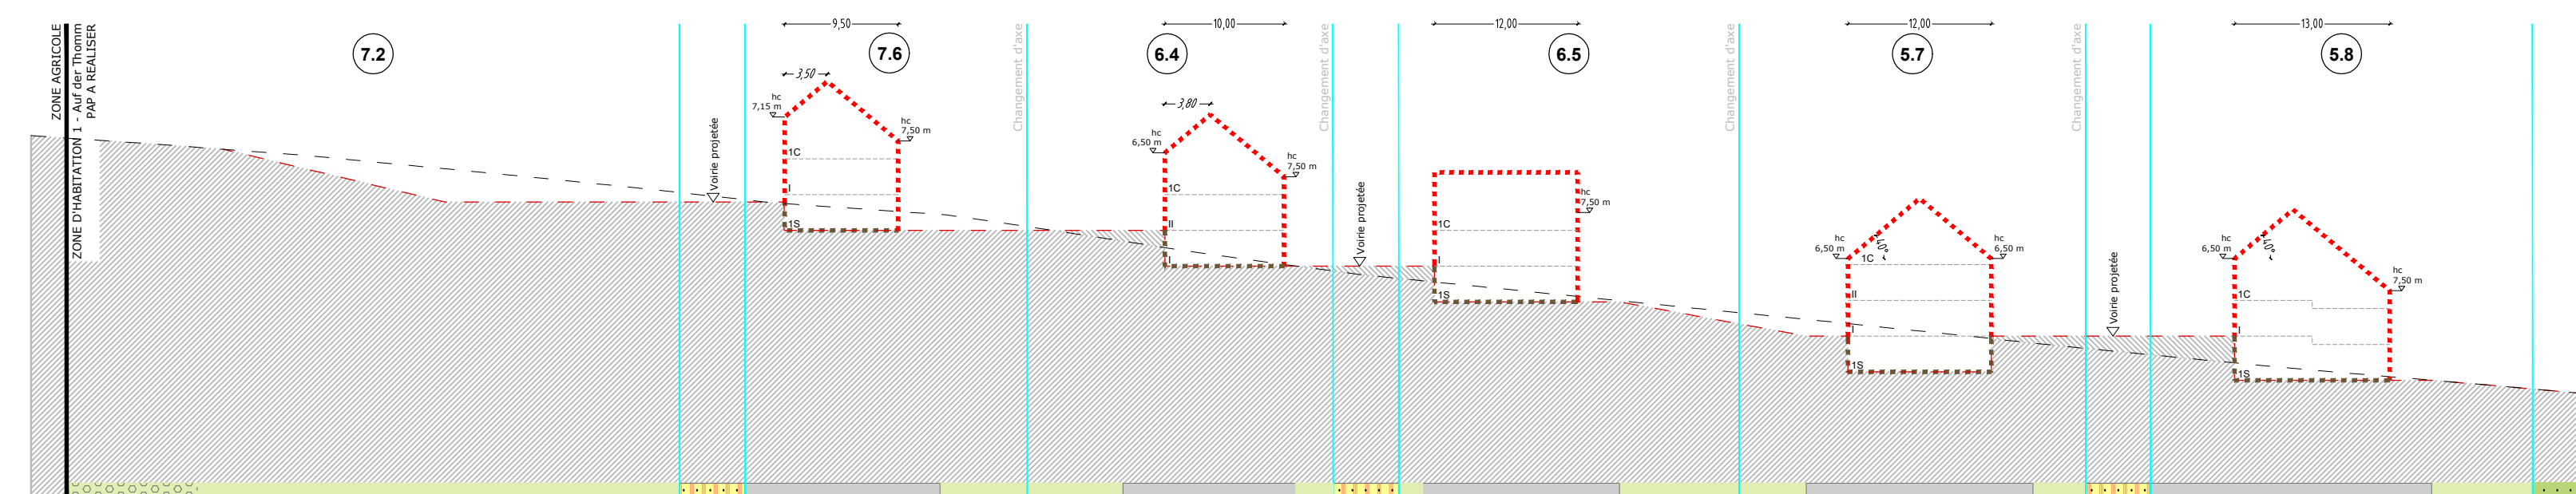 ZONE AGRICOLE
ZONE D'HABITATION 1 - Auf der Thomm
PAP A REALISER
7.2
Voirie projetée
9,50
7.6
3,50
hc
7,15 m
hc
7,50 m
1C
I
1S
Changement d'axe
10,00
6.4
3,80
hc
6,50 m
hc
7,50 m
1C
II
I
Changement d'axe
Voirie projetée
12,00
6.5
hc
7,50 m
1C
I
1S
Changement d'axe
12,00
5.7
hc
6,50 m
40°
hc
6,50 m
1C
II
I
1S
Changement d'axe
Voirie projetée
13,00
5.8
hc
6,50 m
40°
hc
7,50 m
1C
I
1S